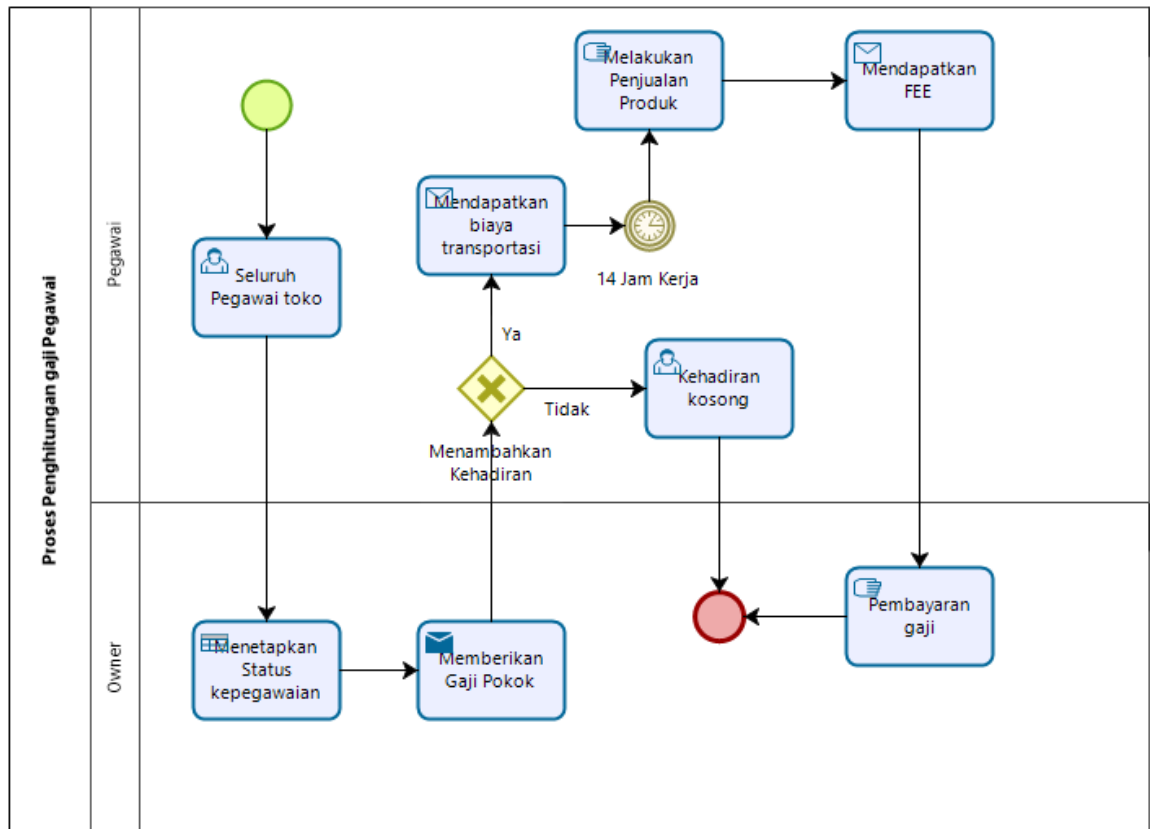 Proses Penghitungan gaji Pegawai
Pegawai
Owner
Seluruh
Pegawai toko
Menetapkan
Status
kepegawaian
Memberikan
Gaji Pokok
Menambahkan
Kehadiran
Ya
Tidak
Mendapatkan
biaya
transportasi
14 Jam Kerja
Melakukan
Penjualan
Produk
Mendapatkan
FEE
Kehadiran
kosong
Pembayaran
gaji